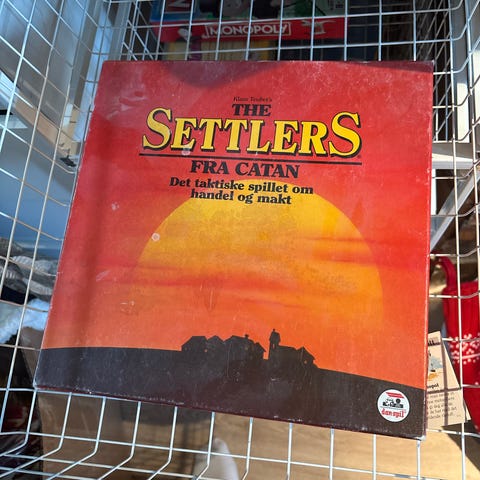 MONOPOLY
Klaus Teuber's
THE
SETTLERS
FRA CATAN
Det taktiske spillet om
handel og makt
dan-spil